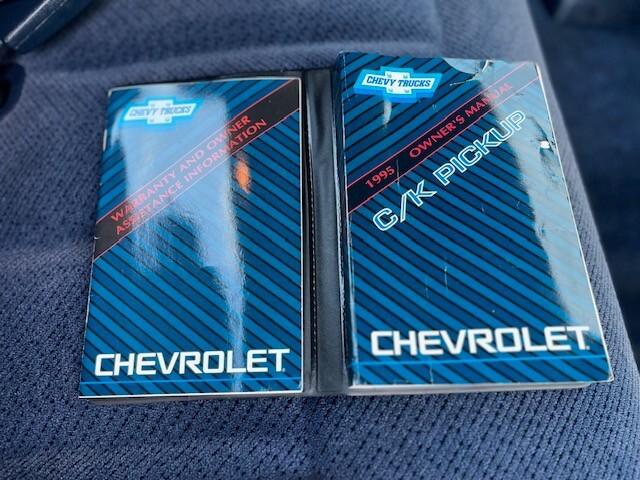 CHEVY TRUCKS
WARRANTY AND OWNER
ASSISTANCE INFORMATION
CHEVROLET
CHEVY TRUCKS
1995 OWNER'S MANUAL
C/K PICKUP
CHEVROLET